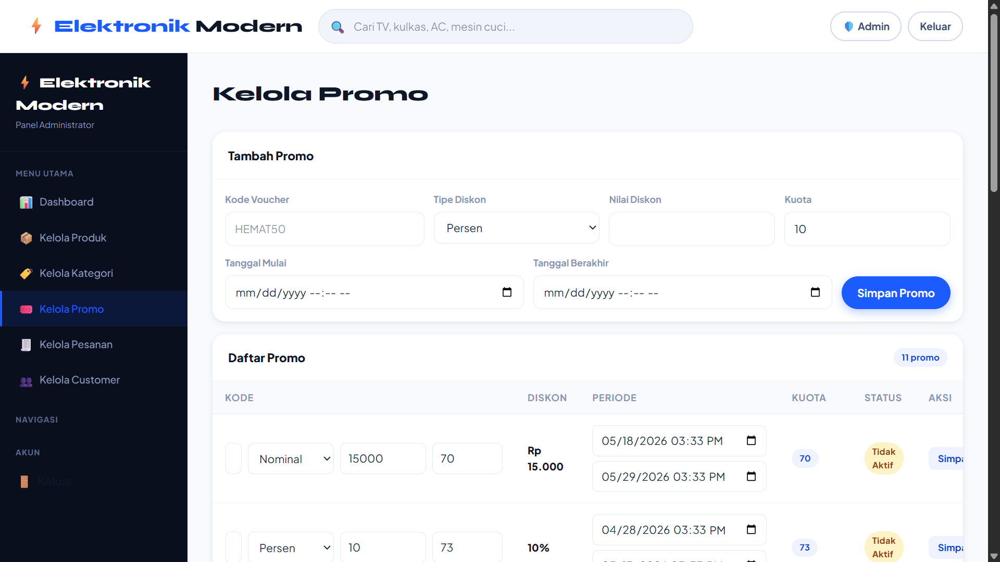 Elektronik Modern
Cari TV, kulkas, AC, mesin cuci...
Admin
Keluar
Elektronik
Modern
Panel Administrator
MENU UTAMA
Dashboard
Kelola Produk
Kelola Kategori
Kelola Promo
Kelola Pesanan
Kelola Customer
NAVIGASI
AKUN
Keluar
Kelola Promo
Tambah Promo
Kode Voucher
Tipe Diskon
Nilai Diskon
Kuota
HEMAT50
Persen
10
Tanggal Mulai
Tanggal Berakhir
mm/dd/yyyy --:-- --
mm/dd/yyyy --:-- --
Simpan Promo
Daftar Promo
11 promo
KODE DISKON PERIODE KUOTA STATUS AKSI
Nominal
15000
70
Rp
15.000
05/18/2026 03:33 PM
05/29/2026 03:33 PM
70
Tidak
Aktif
Simpa
Persen
10
73
10%
04/28/2026 03:33 PM
73
Tidak
Aktif
Simpa